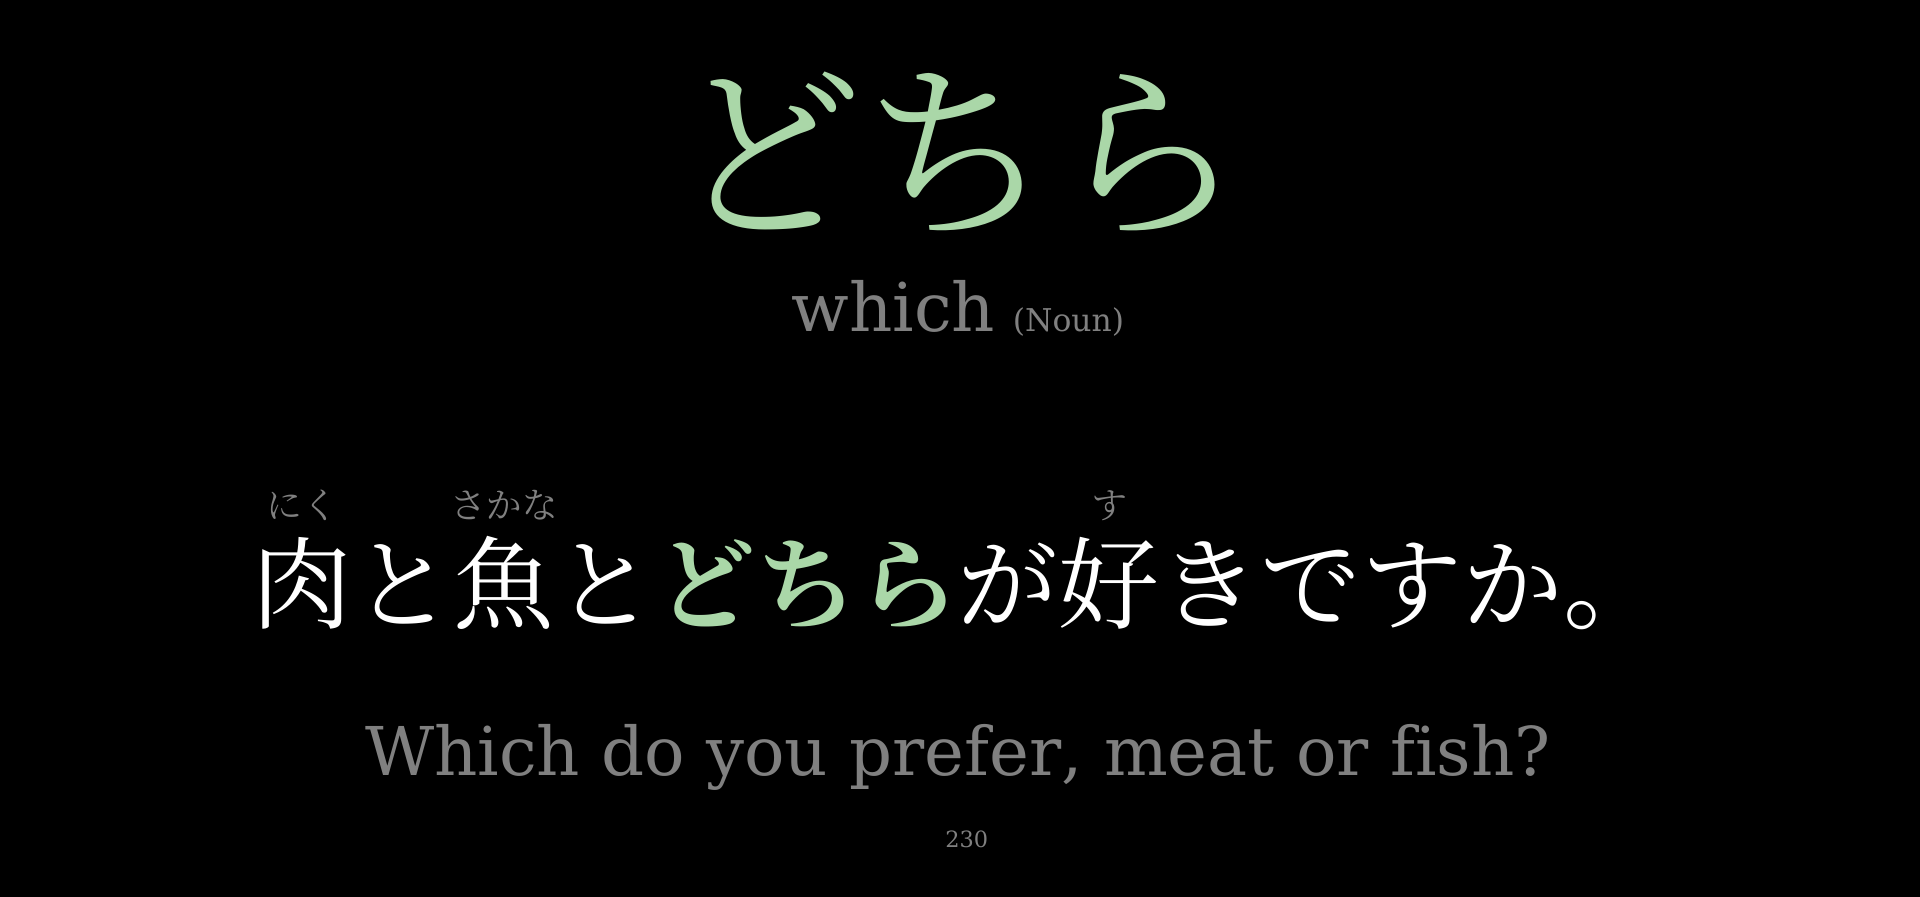 どちら
which (Noun)
にく さかな す
肉と魚とどちらが好きですか。
Which do you prefer, meat or fish?
230